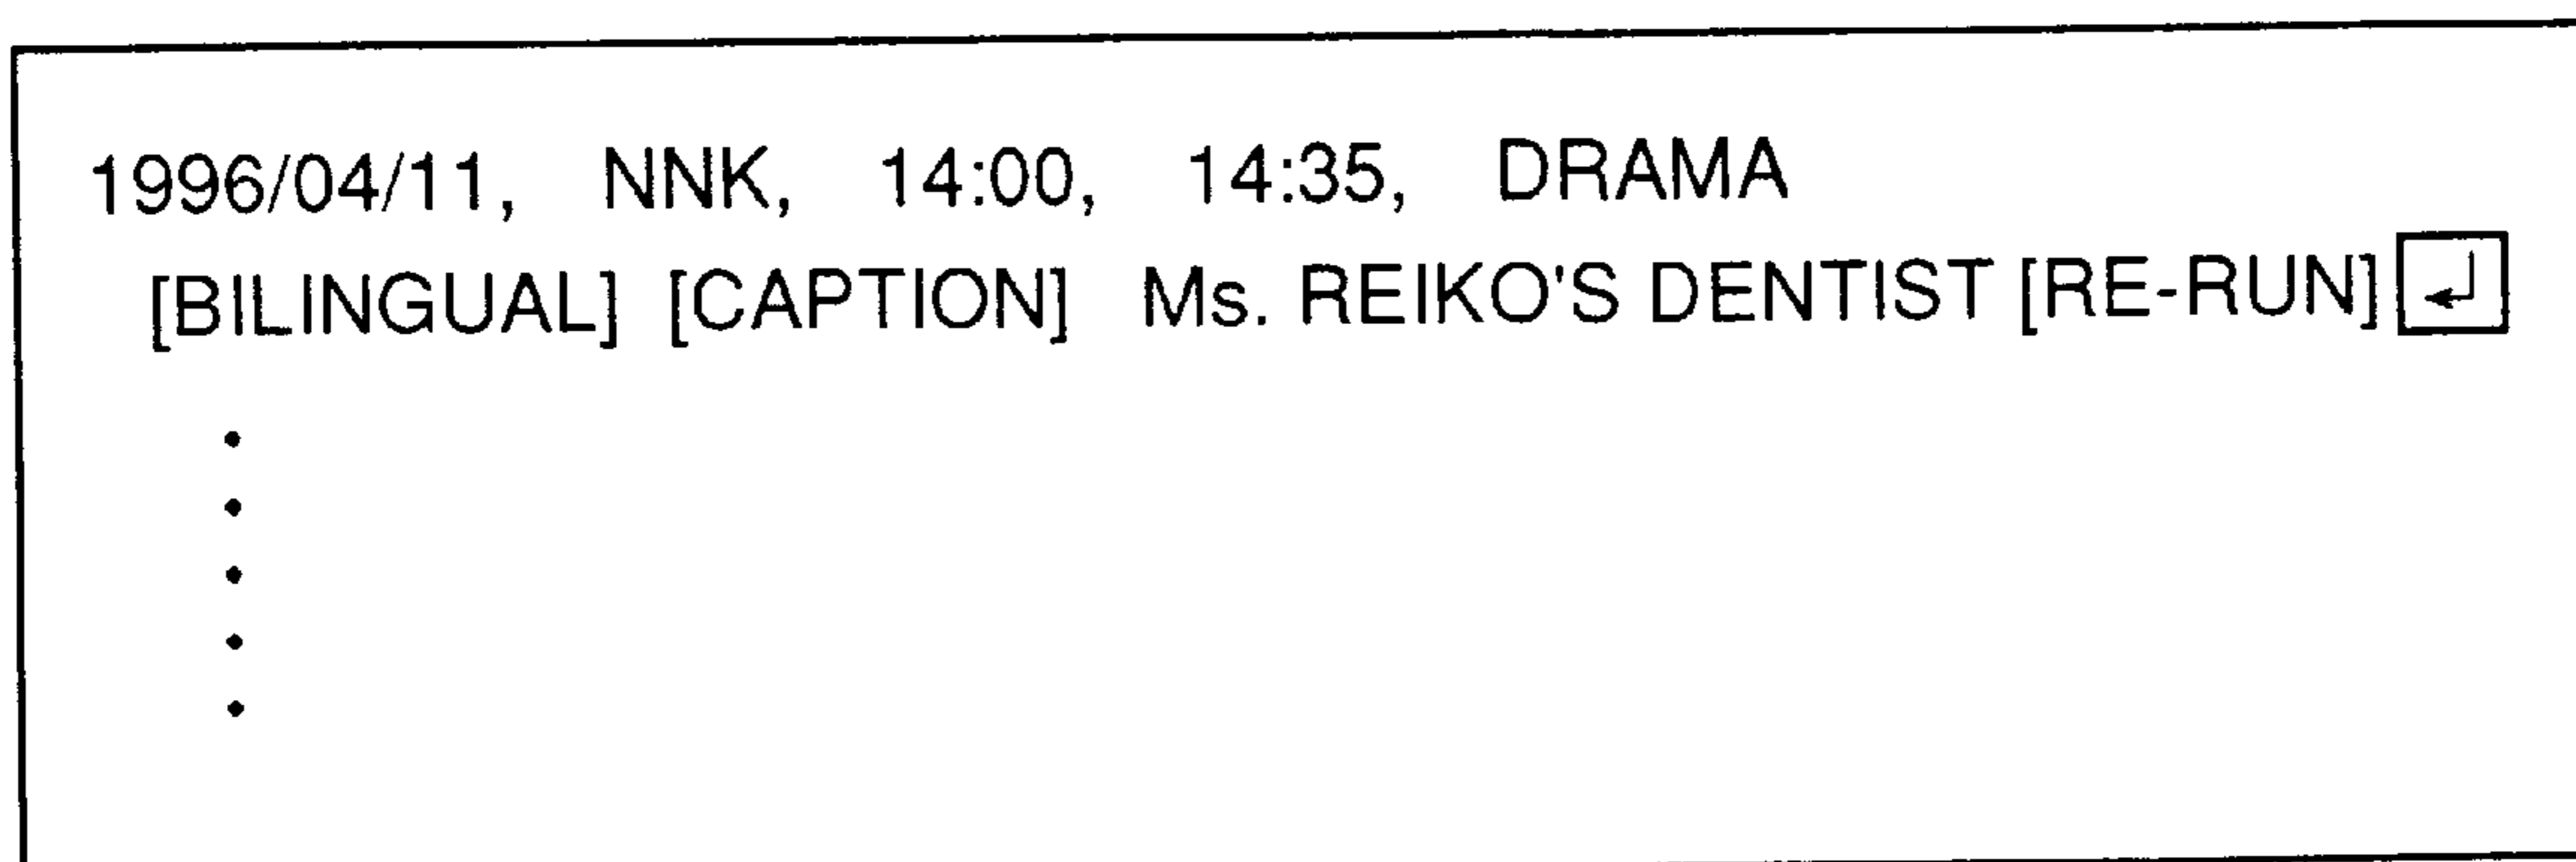 1996/04/11, NNK, 14:00, 14:35, DRAMA
[BILINGUAL] [CAPTION] Ms. REIKO'S DENTIST [RE-RUN] ↵